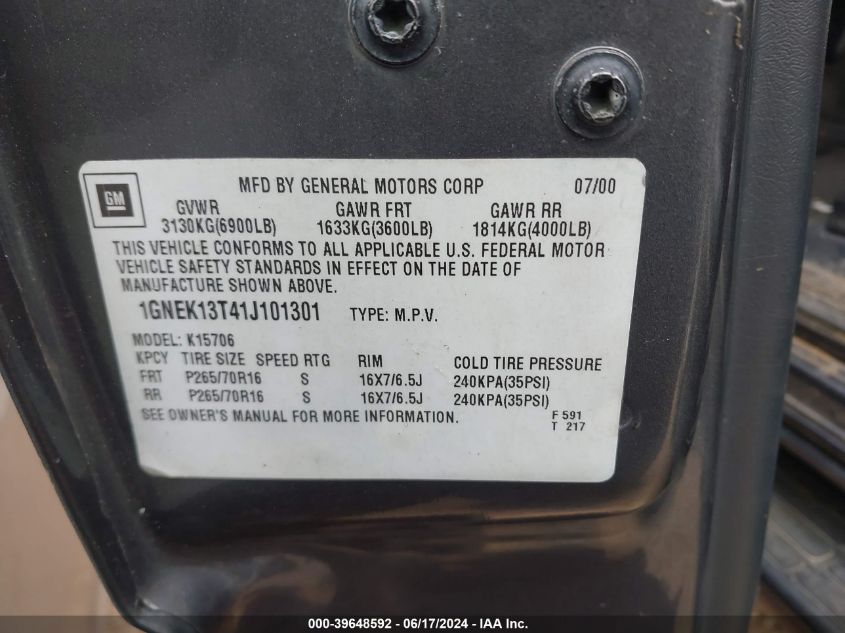 GM
MFD BY GENERAL MOTORS CORP 07/00
GVWR GAWR FRT GAWR RR
3130KG(6900LB) 1633KG(3600LB) 1814KG(4000LB)
THIS VEHICLE CONFORMS TO ALL APPLICABLE U.S. FEDERAL MOTOR
VEHICLE SAFETY STANDARDS IN EFFECT ON THE DATE OF
MANUFACTURE SHOWN ABOVE.
1GNEK13T41J101301 TYPE: M.P.V.
MODEL: K15706
KPCY TIRE SIZE SPEED RTG RIM COLD TIRE PRESSURE
FRT P265/70R16 S 16X7/6.5J 240KPA(35PSI)
RR P265/70R16 S 16X7/6.5J 240KPA(35PSI)
SEE OWNER'S MANUAL FOR MORE INFORMATION.
F 591
T 217
000-39648592 - 06/17/2024 - IAA Inc.